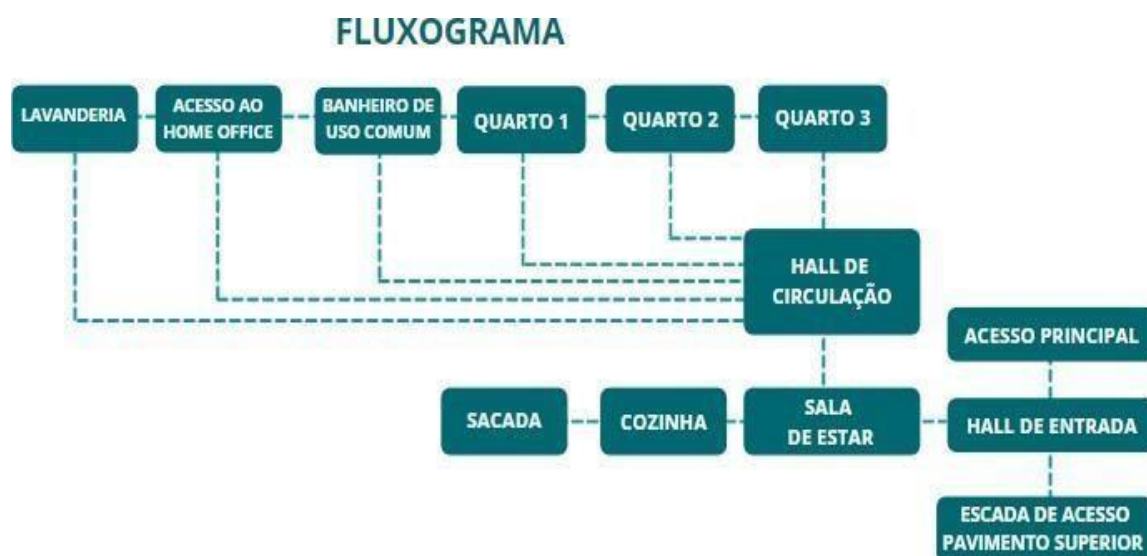 FLUXOGRAMA
LAVANDERIA
ACESSO AO
HOME OFFICE
BANHEIRO DE
USO COMUM
QUARTO 1
QUARTO 2
QUARTO 3
HALL DE
CIRCULAÇÃO
ACESSO PRINCIPAL
SACADA
COZINHA
SALA
DE ESTAR
HALL DE ENTRADA
ESCADA DE ACESSO
PAVIMENTO SUPERIOR